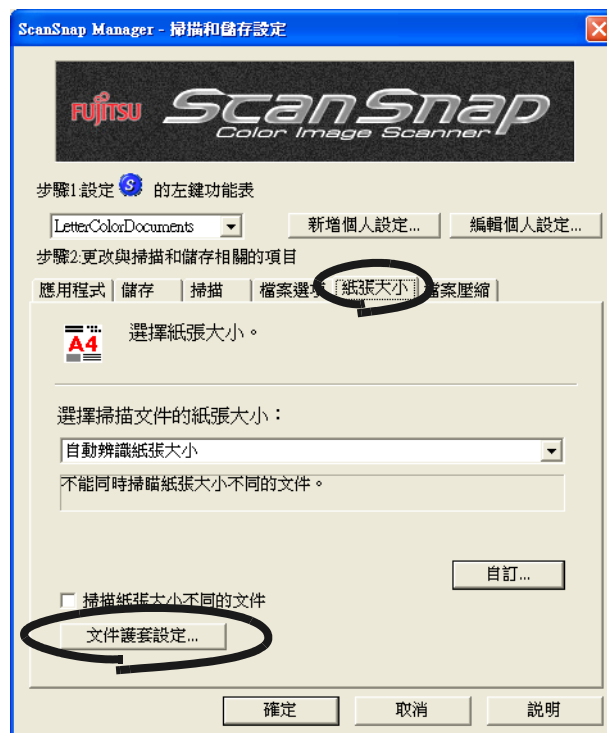 ScanSnap Manager - 掃描和儲存設定
FUJITSU ScanSnap
Color Image Scanner
步驟1:設定 S 的左鍵功能表
LetterColorDocuments 新增個人設定... 編輯個人設定...
步驟2:更改與掃描和儲存相關的項目
應用程式 儲存 掃描 檔案選項 紙張大小 檔案壓縮
A4 選擇紙張大小。
選擇掃描文件的紙張大小：
自動辨識紙張大小
不能同時掃瞄紙張大小不同的文件。
自訂...
掃描紙張大小不同的文件
文件護套設定...
確定 取消 説明